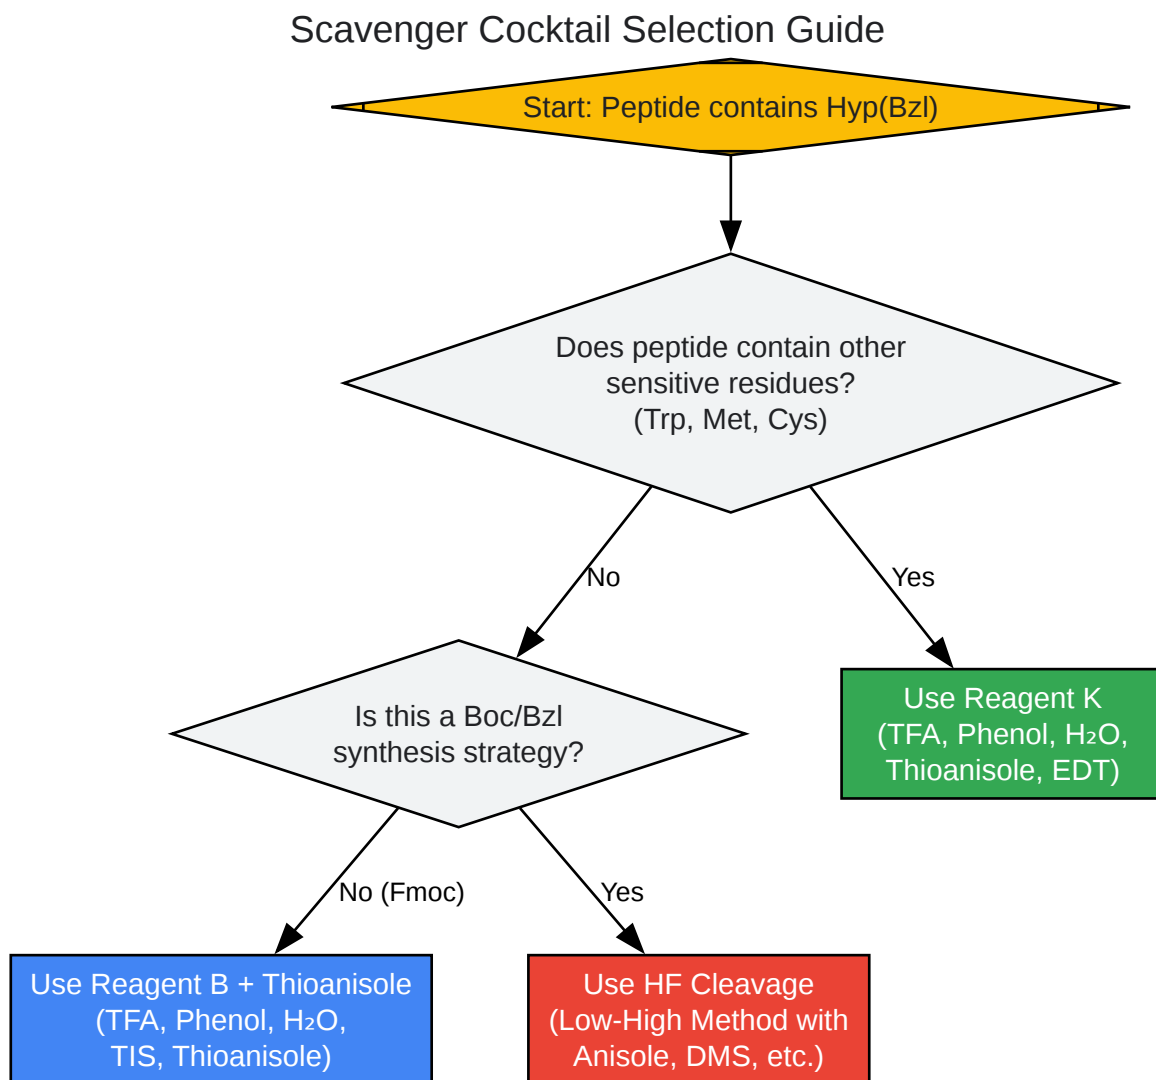 Scavenger Cocktail Selection Guide
Start: Peptide contains Hyp(Bzl)
Does peptide contain other
sensitive residues?
(Trp, Met, Cys)
No
Yes
Is this a Boc/Bzl
synthesis strategy?
Use Reagent K
(TFA, Phenol, H₂O,
Thioanisole, EDT)
No (Fmoc)
Yes
Use Reagent B + Thioanisole
(TFA, Phenol, H₂O,
TIS, Thioanisole)
Use HF Cleavage
(Low-High Method with
Anisole, DMS, etc.)